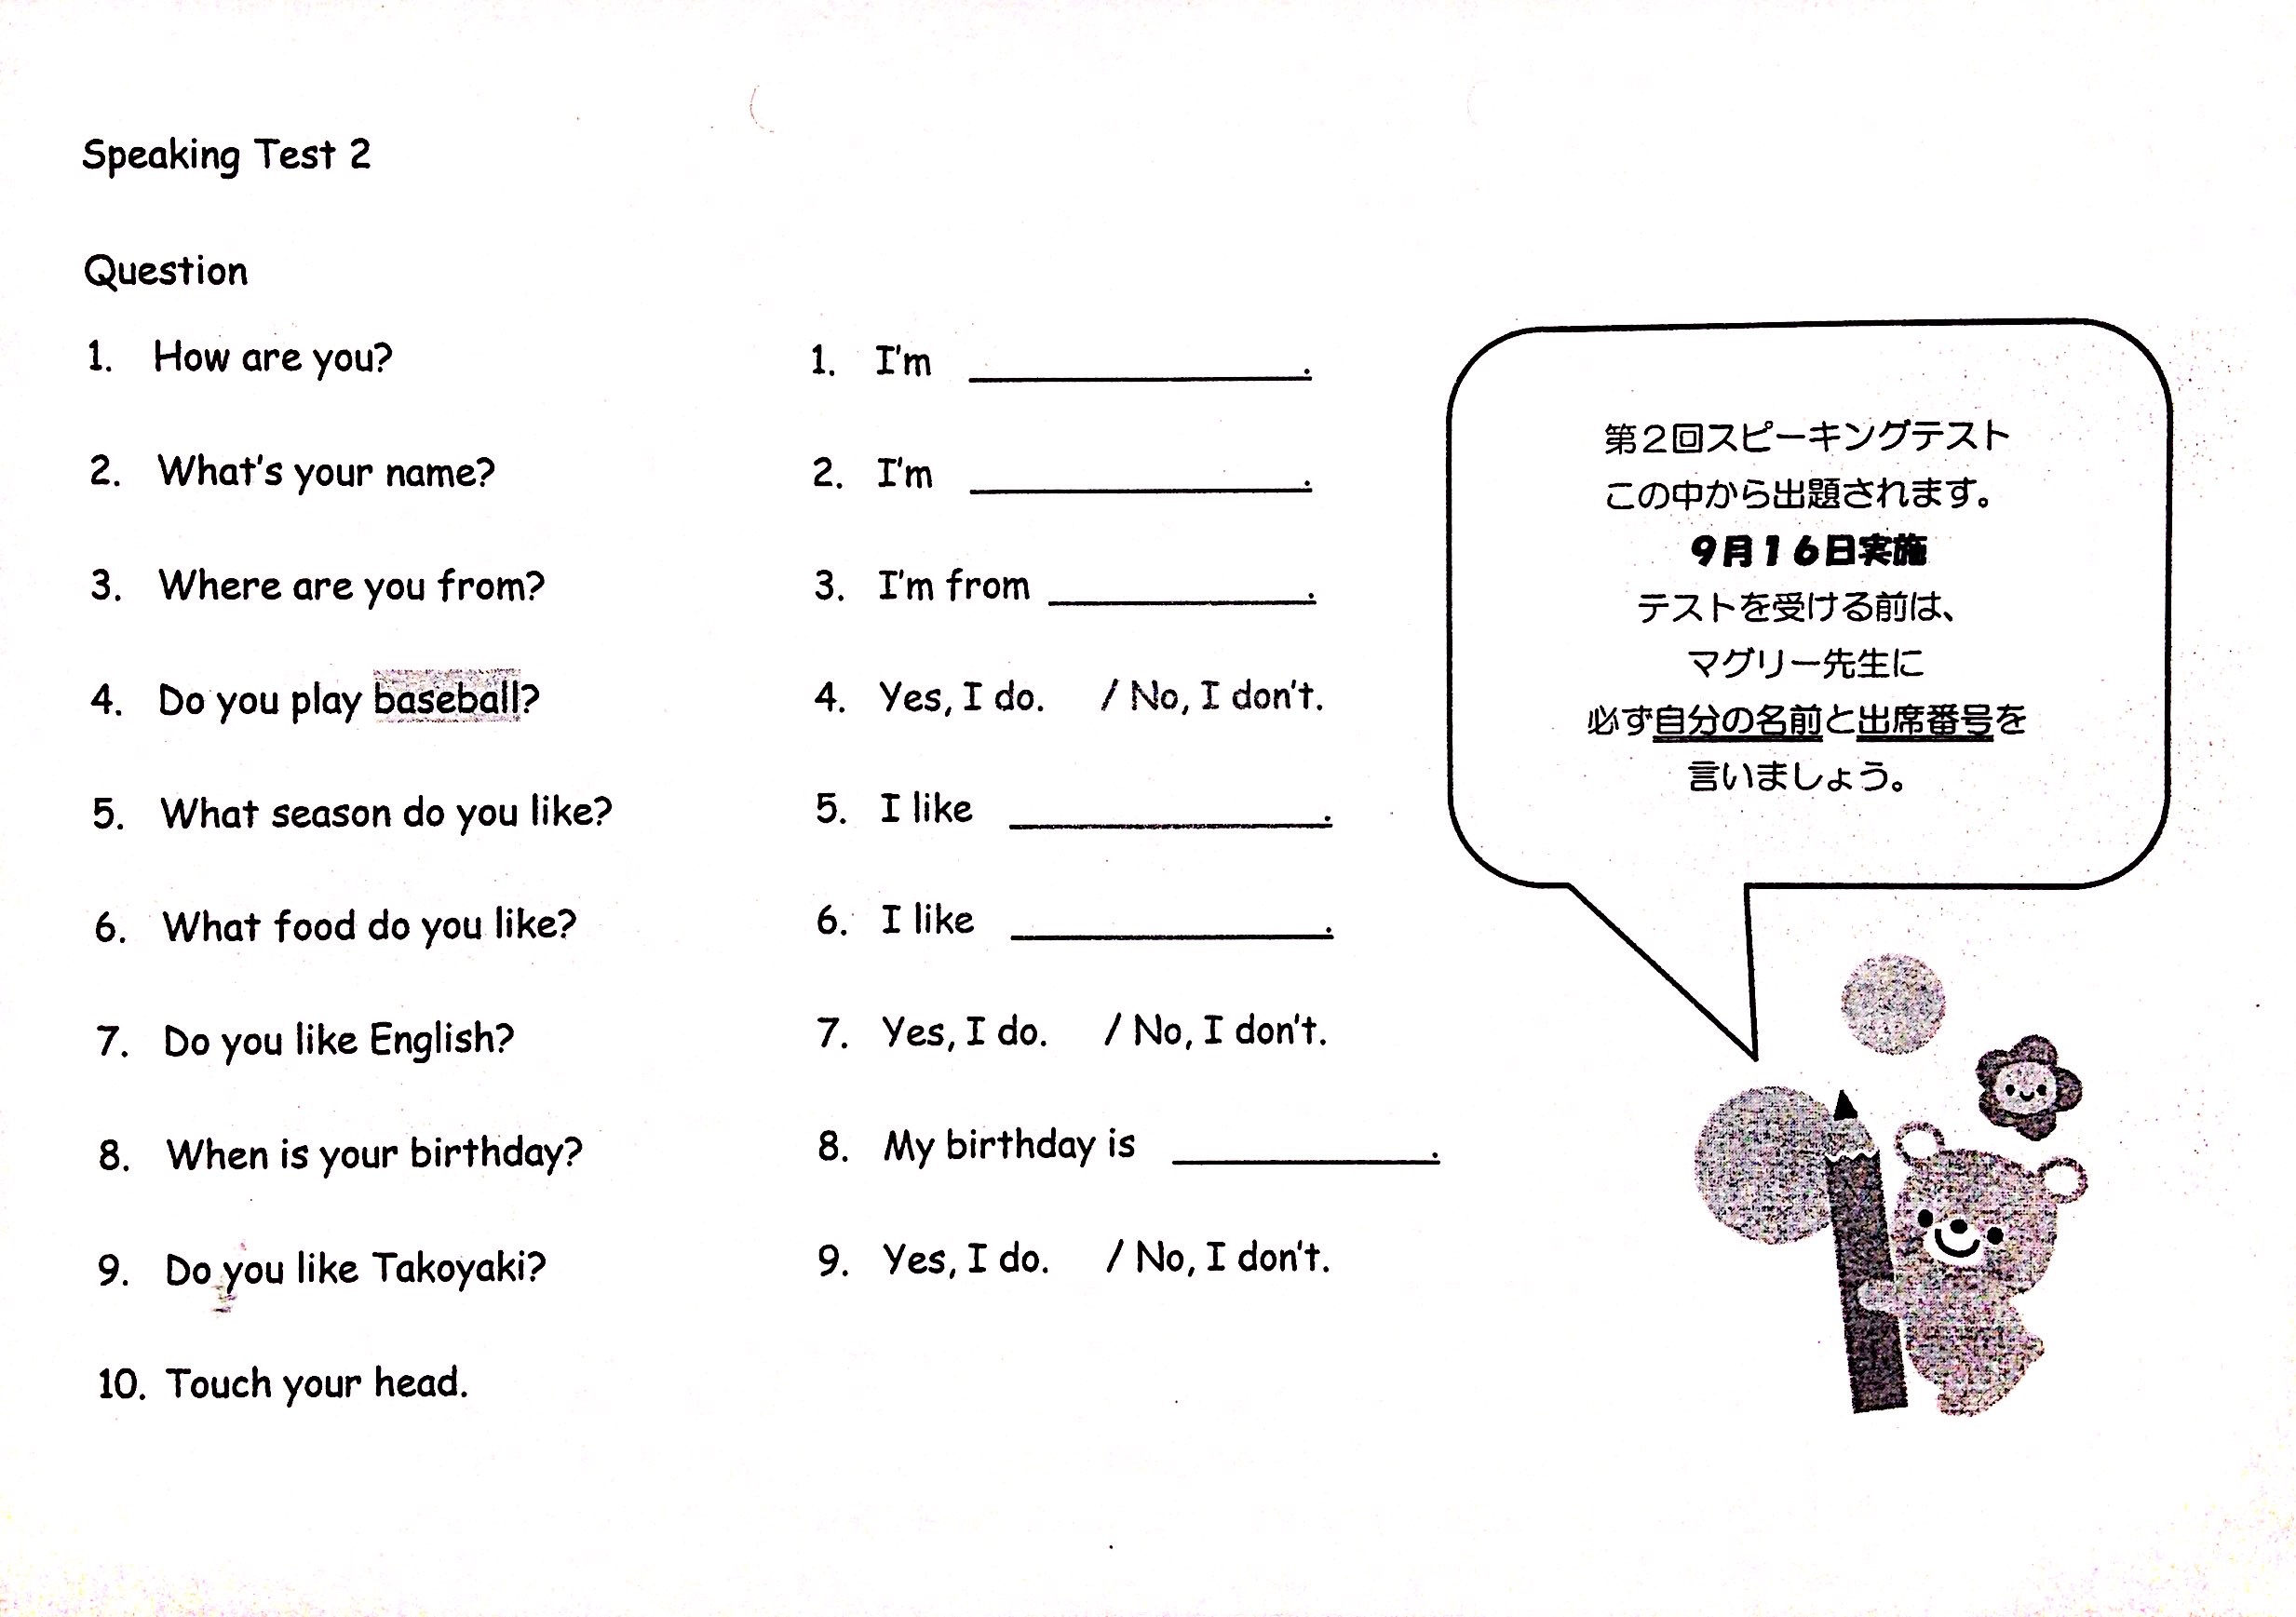 Speaking Test 2
Question
1. How are you?
2. What's your name?
3. Where are you from?
4. Do you play baseball?
5. What season do you like?
6. What food do you like?
7. Do you like English?
8. When is your birthday?
9. Do you like Takoyaki?
10. Touch your head.
1. I'm ____________.
2. I'm ____________.
3. I'm from __________.
4. Yes, I do. / No, I don't.
5. I like ____________.
6. I like ____________.
7. Yes, I do. / No, I don't.
8. My birthday is __________.
9. Yes, I do. / No, I don't.
第２回スピーキングテスト
この中から出題されます。
９月１６日実施
テストを受ける前は、
マグリー先生に
必ず自分の名前と出席番号を
言いましょう。